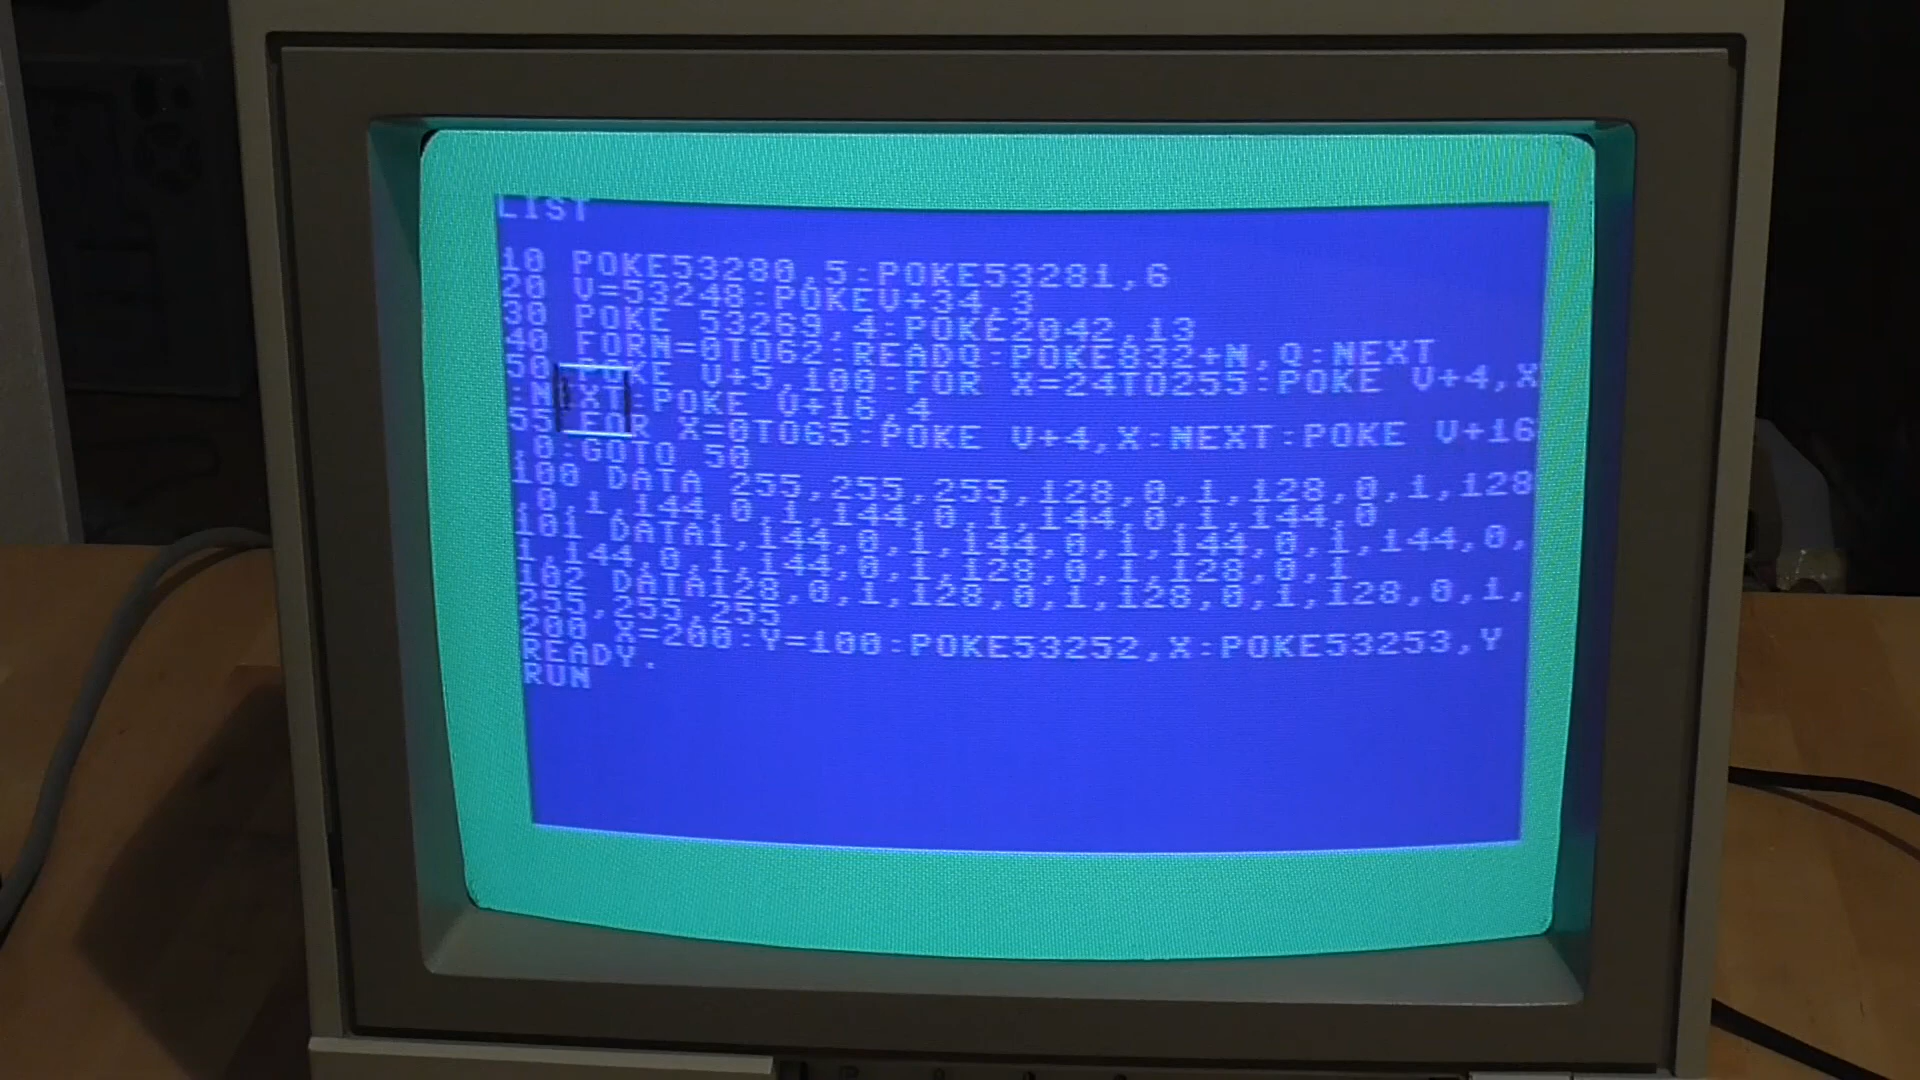 LIST
10 POKE53280,5:POKE53281,6
20 V=53248:POKEV+34,3
30 POKE 53269,4:POKE2042,13
40 FORN=0TO62:READQ:POKE832+N,Q:NEXT
50 POKE V+5,100:FOR X=24TO255:POKE V+4,X
:NEXT:POKE V+16,4
55 FOR X=0TO65:POKE V+4,X:NEXT:POKE V+16
,0:GOTO 50
100 DATA 255,255,255,128,0,1,128,0,1,128
,0,1,144,0,1,144,0,1,144,0,1,144,0
101 DATA1,144,0,1,144,0,1,144,0,1,144,0,
1,144,0,1,144,0,1,128,0,1,128,0,1
102 DATA128,0,1,128,0,1,128,0,1,128,0,1,
255,255,255
200 X=200:Y=100:POKE53252,X:POKE53253,Y
READY.
RUN